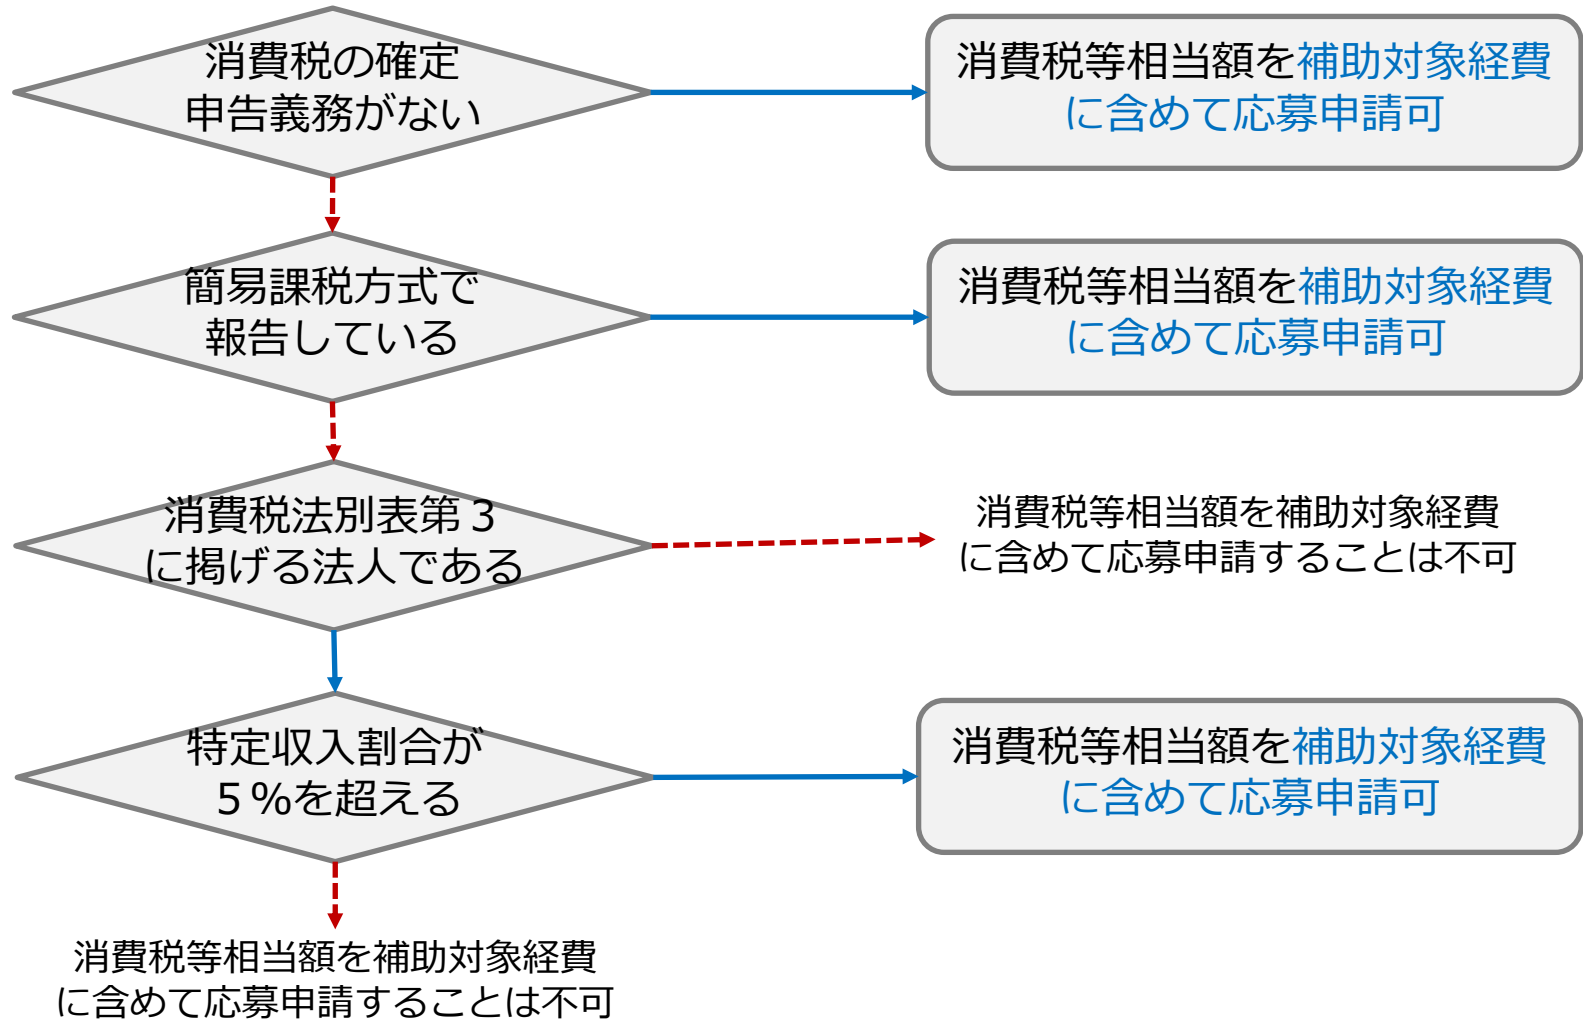 消費税の確定
申告義務がない
消費税等相当額を補助対象経費
に含めて応募申請可
簡易課税方式で
報告している
消費税等相当額を補助対象経費
に含めて応募申請可
消費税法別表第３
に掲げる法人である
消費税等相当額を補助対象経費
に含めて応募申請することは不可
特定収入割合が
５％を超える
消費税等相当額を補助対象経費
に含めて応募申請可
消費税等相当額を補助対象経費
に含めて応募申請することは不可